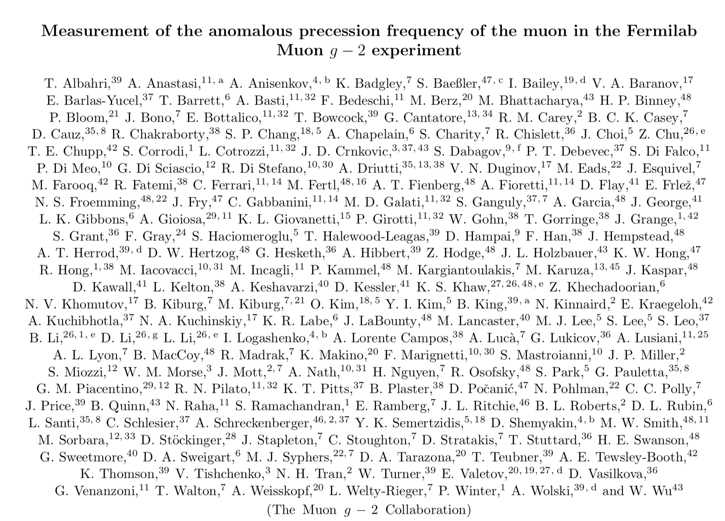 Measurement of the anomalous precession frequency of the muon in the Fermilab
Muon g − 2 experiment
T. Albahri,39 A. Anastasi,11, a A. Anisenkov,4, b K. Badgley,7 S. Baeßler,47, c I. Bailey,19, d V. A. Baranov,17
E. Barlas-Yucel,37 T. Barrett,6 A. Basti,11, 32 F. Bedeschi,11 M. Berz,20 M. Bhattacharya,43 H. P. Binney,48
P. Bloom,21 J. Bono,7 E. Bottalico,11, 32 T. Bowcock,39 G. Cantatore,13, 34 R. M. Carey,2 B. C. K. Casey,7
D. Cauz,35, 8 R. Chakraborty,38 S. P. Chang,18, 5 A. Chapelain,6 S. Charity,7 R. Chislett,36 J. Choi,5 Z. Chu,26, e
T. E. Chupp,42 S. Corrodi,1 L. Cotrozzi,11, 32 J. D. Crnkovic,3, 37, 43 S. Dabagov,9, f P. T. Debevec,37 S. Di Falco,11
P. Di Meo,10 G. Di Sciascio,12 R. Di Stefano,10, 30 A. Driutti,35, 13, 38 V. N. Duginov,17 M. Eads,22 J. Esquivel,7
M. Farooq,42 R. Fatemi,38 C. Ferrari,11, 14 M. Fertl,48, 16 A. T. Fienberg,48 A. Fioretti,11, 14 D. Flay,41 E. Frlež,47
N. S. Froemming,48, 22 J. Fry,47 C. Gabbanini,11, 14 M. D. Galati,11, 32 S. Ganguly,37, 7 A. Garcia,48 J. George,41
L. K. Gibbons,6 A. Gioiosa,29, 11 K. L. Giovanetti,15 P. Girotti,11, 32 W. Gohn,38 T. Gorringe,38 J. Grange,1, 42
S. Grant,36 F. Gray,24 S. Haciomeroglu,5 T. Halewood-Leagas,39 D. Hampai,9 F. Han,38 J. Hempstead,48
A. T. Herrod,39, d D. W. Hertzog,48 G. Hesketh,36 A. Hibbert,39 Z. Hodge,48 J. L. Holzbauer,43 K. W. Hong,47
R. Hong,1, 38 M. Iacovacci,10, 31 M. Incagli,11 P. Kammel,48 M. Kargiantoulakis,7 M. Karuza,13, 45 J. Kaspar,48
D. Kawall,41 L. Kelton,38 A. Keshavarzi,40 D. Kessler,41 K. S. Khaw,27, 26, 48, e Z. Khechadoorian,6
N. V. Khomutov,17 B. Kiburg,7 M. Kiburg,7, 21 O. Kim,18, 5 Y. I. Kim,5 B. King,39, a N. Kinnaird,2 E. Kraegeloh,42
A. Kuchibhotla,37 N. A. Kuchinskiy,17 K. R. Labe,6 J. LaBounty,48 M. Lancaster,40 M. J. Lee,5 S. Lee,5 S. Leo,37
B. Li,26, 1, e D. Li,26, g L. Li,26, e I. Logashenko,4, b A. Lorente Campos,38 A. Lucà,7 G. Lukicov,36 A. Lusiani,11, 25
A. L. Lyon,7 B. MacCoy,48 R. Madrak,7 K. Makino,20 F. Marignetti,10, 30 S. Mastroianni,10 J. P. Miller,2
S. Miozzi,12 W. M. Morse,3 J. Mott,2, 7 A. Nath,10, 31 H. Nguyen,7 R. Osofsky,48 S. Park,5 G. Pauletta,35, 8
G. M. Piacentino,29, 12 R. N. Pilato,11, 32 K. T. Pitts,37 B. Plaster,38 D. Počanić,47 N. Pohlman,22 C. C. Polly,7
J. Price,39 B. Quinn,43 N. Raha,11 S. Ramachandran,1 E. Ramberg,7 J. L. Ritchie,46 B. L. Roberts,2 D. L. Rubin,6
L. Santi,35, 8 C. Schlesier,37 A. Schreckenberger,46, 2, 37 Y. K. Semertzidis,5, 18 D. Shemyakin,4, b M. W. Smith,48, 11
M. Sorbara,12, 33 D. Stöckinger,28 J. Stapleton,7 C. Stoughton,7 D. Stratakis,7 T. Stuttard,36 H. E. Swanson,48
G. Sweetmore,40 D. A. Sweigart,6 M. J. Syphers,22, 7 D. A. Tarazona,20 T. Teubner,39 A. E. Tewsley-Booth,42
K. Thomson,39 V. Tishchenko,3 N. H. Tran,2 W. Turner,39 E. Valetov,20, 19, 27, d D. Vasilkova,36
G. Venanzoni,11 T. Walton,7 A. Weisskopf,20 L. Welty-Rieger,7 P. Winter,1 A. Wolski,39, d and W. Wu43
(The Muon g − 2 Collaboration)